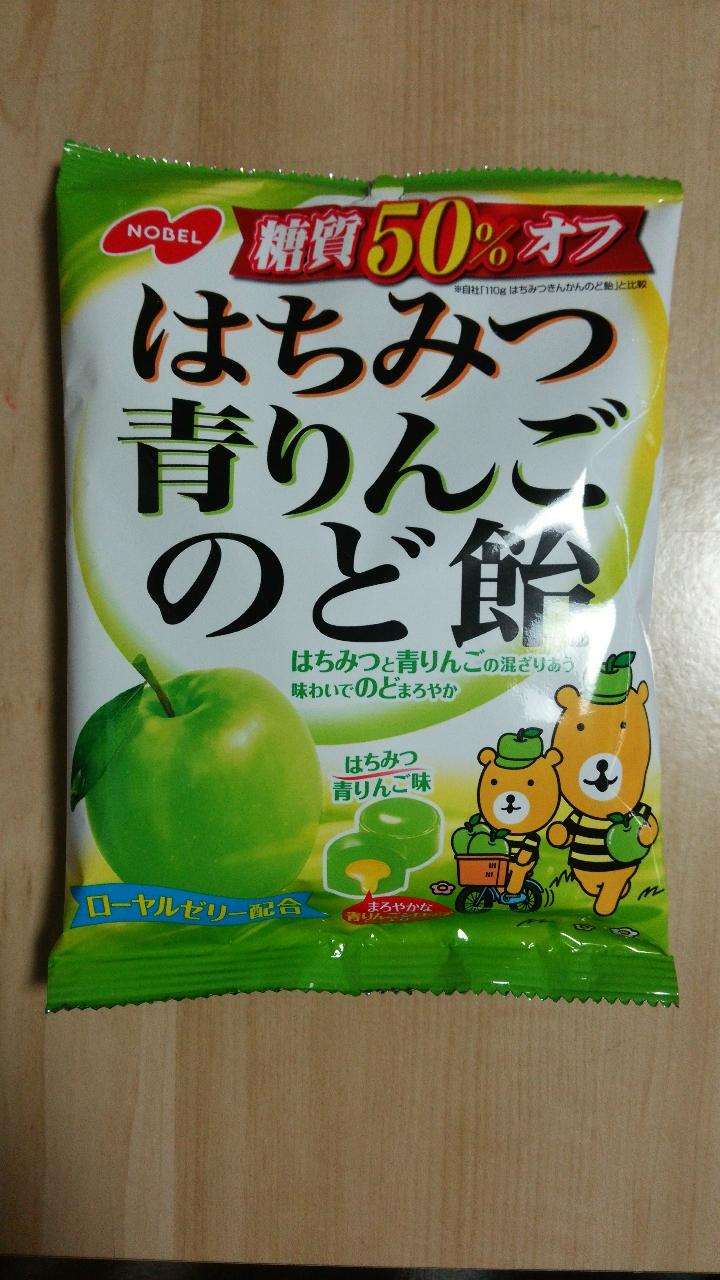 NOBEL
糖質50%オフ
※自社「110g はちみつきんかんのど飴」と比較
はちみつ
青りんご
のど飴
はちみつと青りんごの混ざりあう
味わいでのどまろやか
はちみつ
青りんご味
ローヤルゼリー配合
まろやかな
青りんご